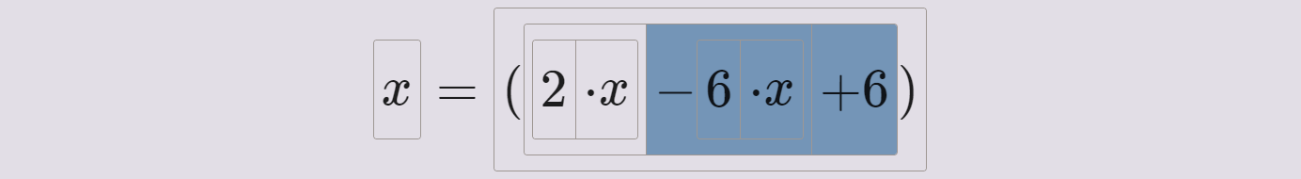 x = (2 ·x − 6 ·x +6)